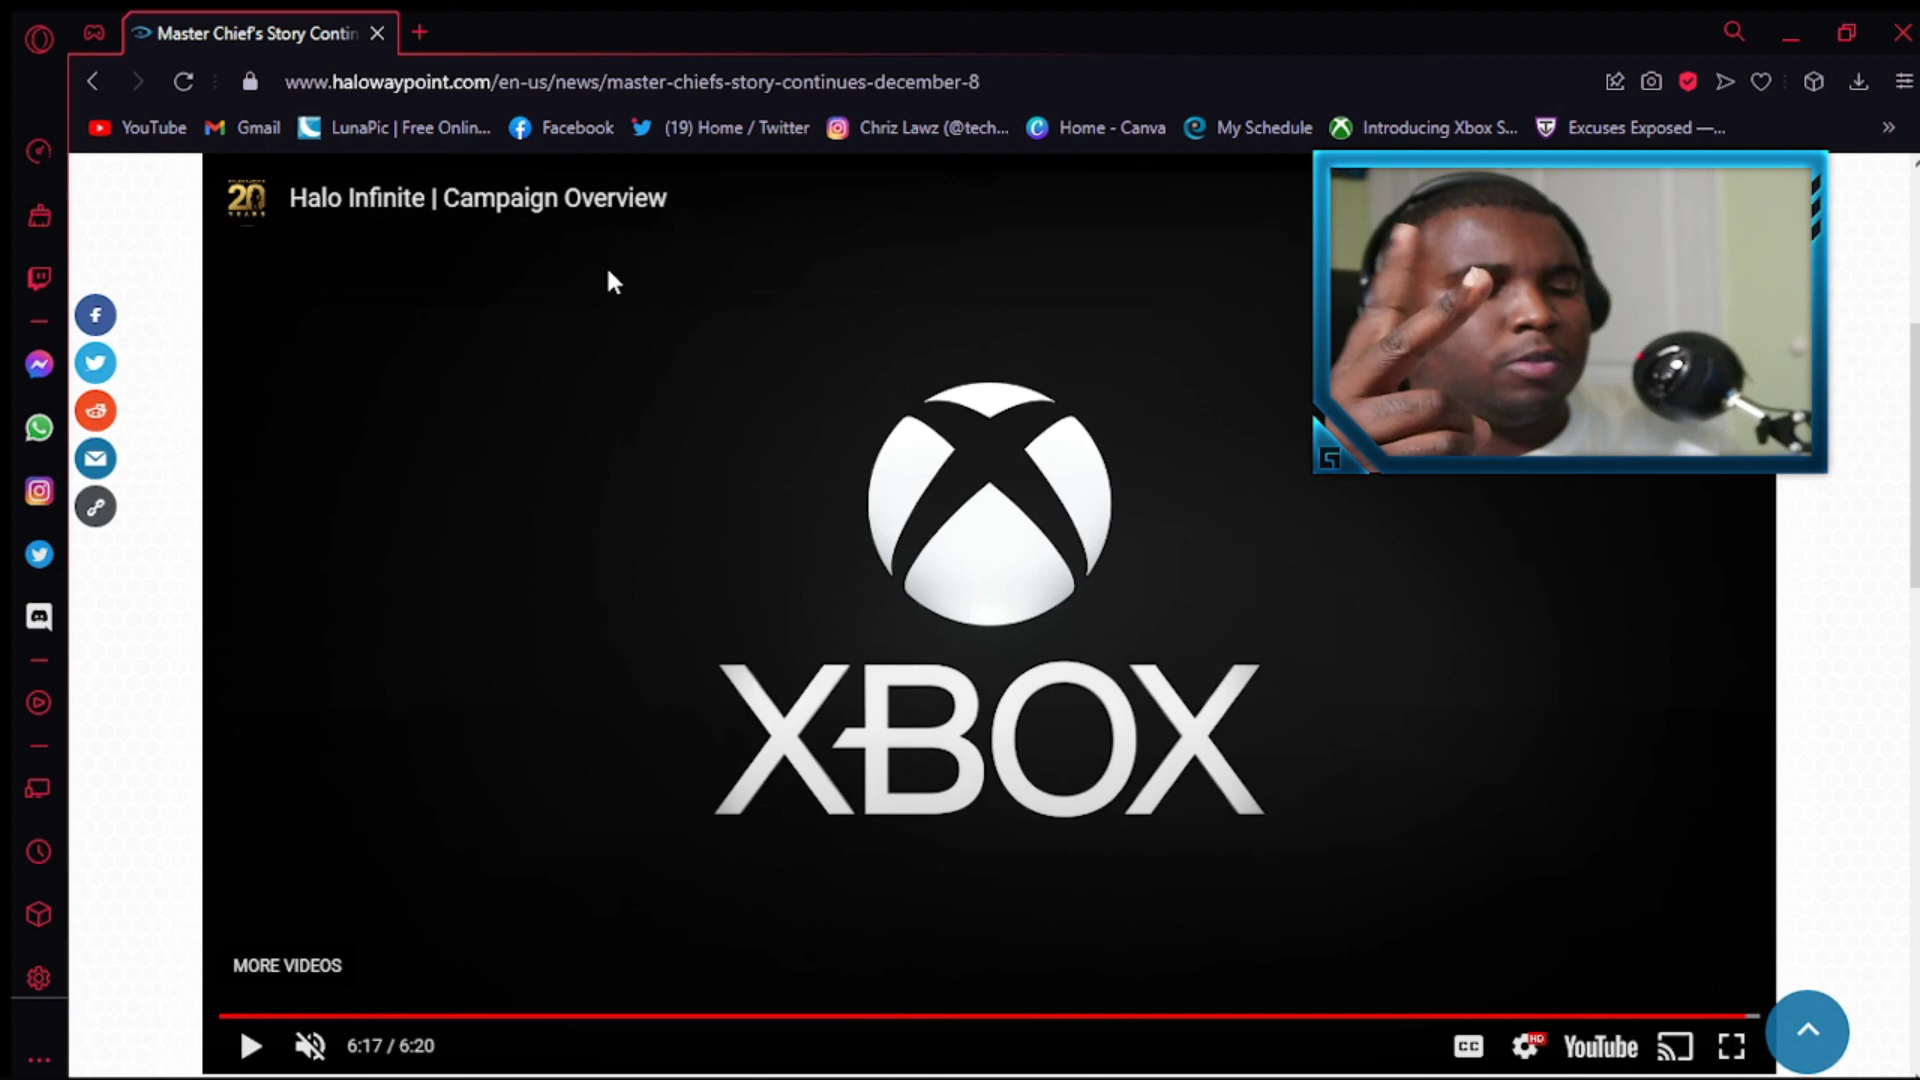 Master Chief's Story Contin
www.halowaypoint.com/en-us/news/master-chiefs-story-continues-december-8
YouTube
Gmail
LunaPic | Free Onlin...
Facebook
(19) Home / Twitter
Chriz Lawz (@tech...
Home - Canva
My Schedule
Introducing Xbox S...
Excuses Exposed —...
20
YEARS
Halo Infinite | Campaign Overview
XBOX
MORE VIDEOS
6:17 / 6:20
CC
HD
YouTube